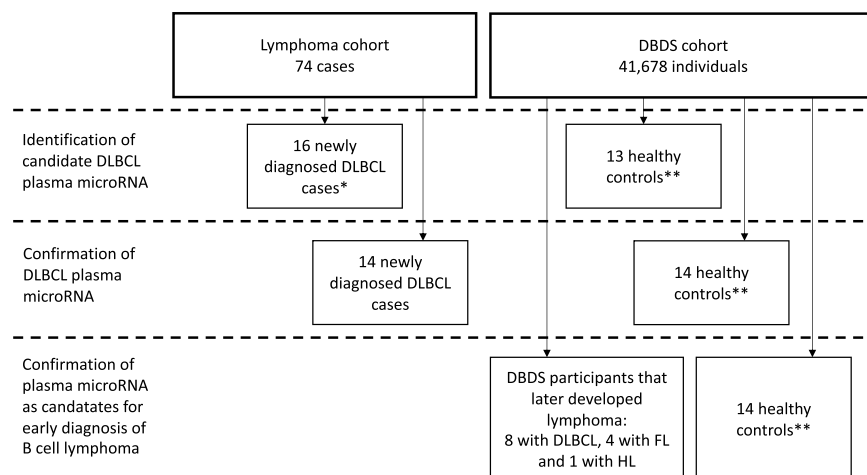 Lymphoma cohort
74 cases
DBDS cohort
41,678 individuals
Identification of
candidate DLBCL
plasma microRNA
16 newly
diagnosed DLBCL
cases*
13 healthy
controls**
Confirmation of
DLBCL plasma
microRNA
14 newly
diagnosed DLBCL
cases
14 healthy
controls**
Confirmation of
plasma microRNA
as candatates for
early diagnosis of
B cell lymphoma
DBDS participants that
later developed
lymphoma:
8 with DLBCL, 4 with FL
and 1 with HL
14 healthy
controls**